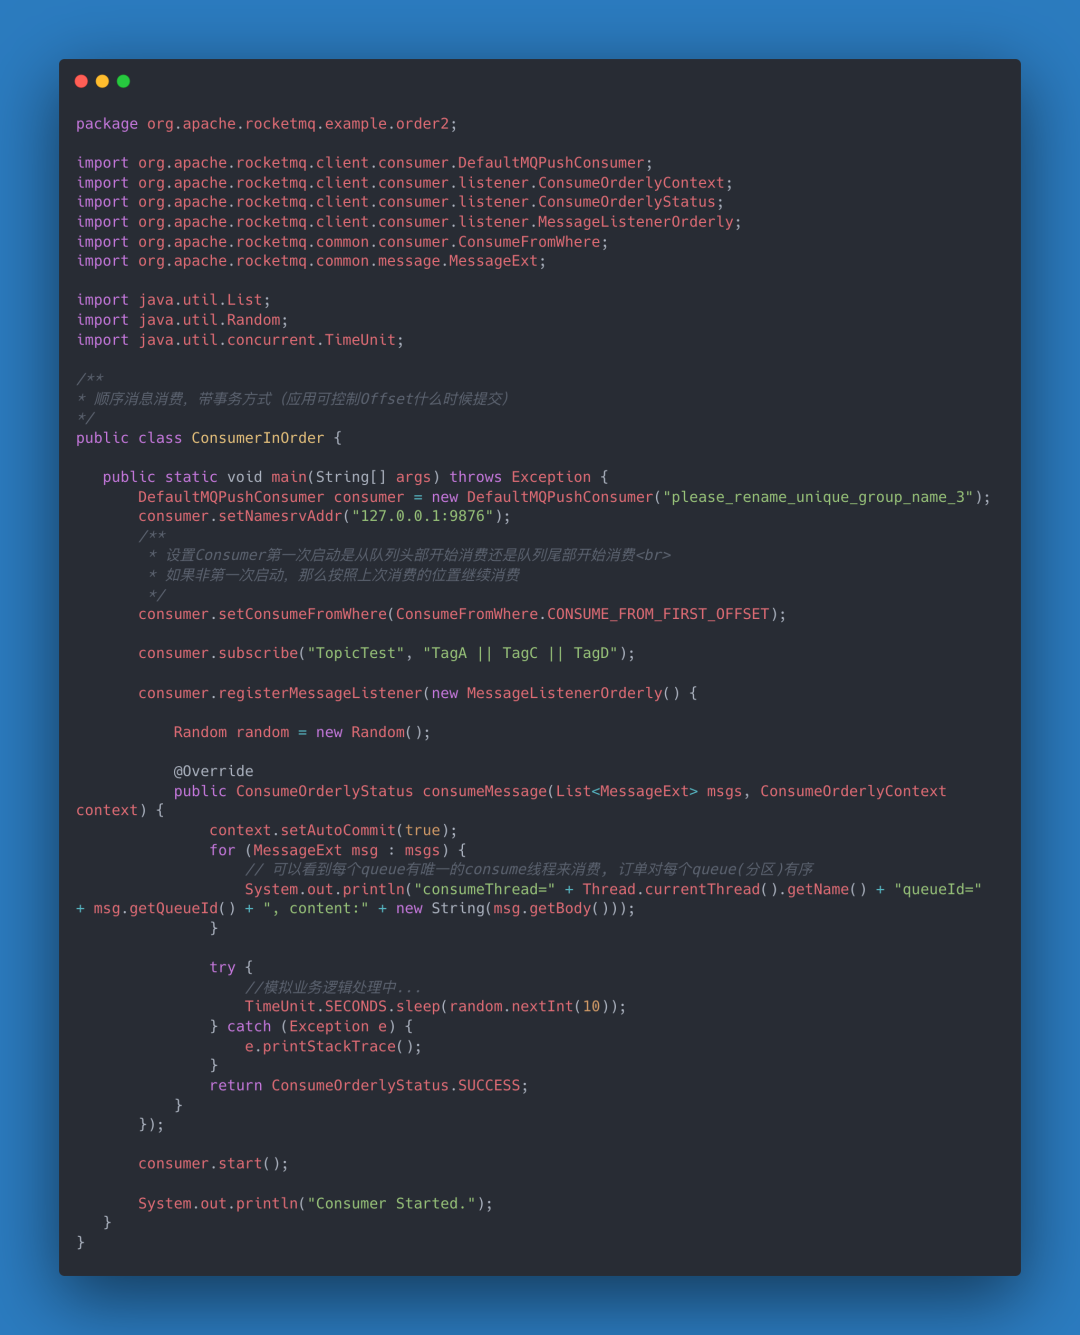 package org.apache.rocketmq.example.order2;

import org.apache.rocketmq.client.consumer.DefaultMQPushConsumer;
import org.apache.rocketmq.client.consumer.listener.ConsumeOrderlyContext;
import org.apache.rocketmq.client.consumer.listener.ConsumeOrderlyStatus;
import org.apache.rocketmq.client.consumer.listener.MessageListenerOrderly;
import org.apache.rocketmq.common.consumer.ConsumeFromWhere;
import org.apache.rocketmq.common.message.MessageExt;

import java.util.List;
import java.util.Random;
import java.util.concurrent.TimeUnit;

/**
* 顺序消息消费，带事务方式（应用可控制Offset什么时候提交）
*/
public class ConsumerInOrder {

   public static void main(String[] args) throws Exception {
       DefaultMQPushConsumer consumer = new DefaultMQPushConsumer("please_rename_unique_group_name_3");
       consumer.setNamesrvAddr("127.0.0.1:9876");
       /**
        * 设置Consumer第一次启动是从队列头部开始消费还是队列尾部开始消费<br>
        * 如果非第一次启动，那么按照上次消费的位置继续消费
        */
       consumer.setConsumeFromWhere(ConsumeFromWhere.CONSUME_FROM_FIRST_OFFSET);

       consumer.subscribe("TopicTest", "TagA || TagC || TagD");

       consumer.registerMessageListener(new MessageListenerOrderly() {

           Random random = new Random();

           @Override
           public ConsumeOrderlyStatus consumeMessage(List<MessageExt> msgs, ConsumeOrderlyContext
context) {
               context.setAutoCommit(true);
               for (MessageExt msg : msgs) {
                   // 可以看到每个queue有唯一的consume线程来消费, 订单对每个queue(分区)有序
                   System.out.println("consumeThread=" + Thread.currentThread().getName() + "queueId="
+ msg.getQueueId() + ", content:" + new String(msg.getBody()));
               }

               try {
                   //模拟业务逻辑处理中...
                   TimeUnit.SECONDS.sleep(random.nextInt(10));
               } catch (Exception e) {
                   e.printStackTrace();
               }
               return ConsumeOrderlyStatus.SUCCESS;
           }
       });

       consumer.start();

       System.out.println("Consumer Started.");
   }
}